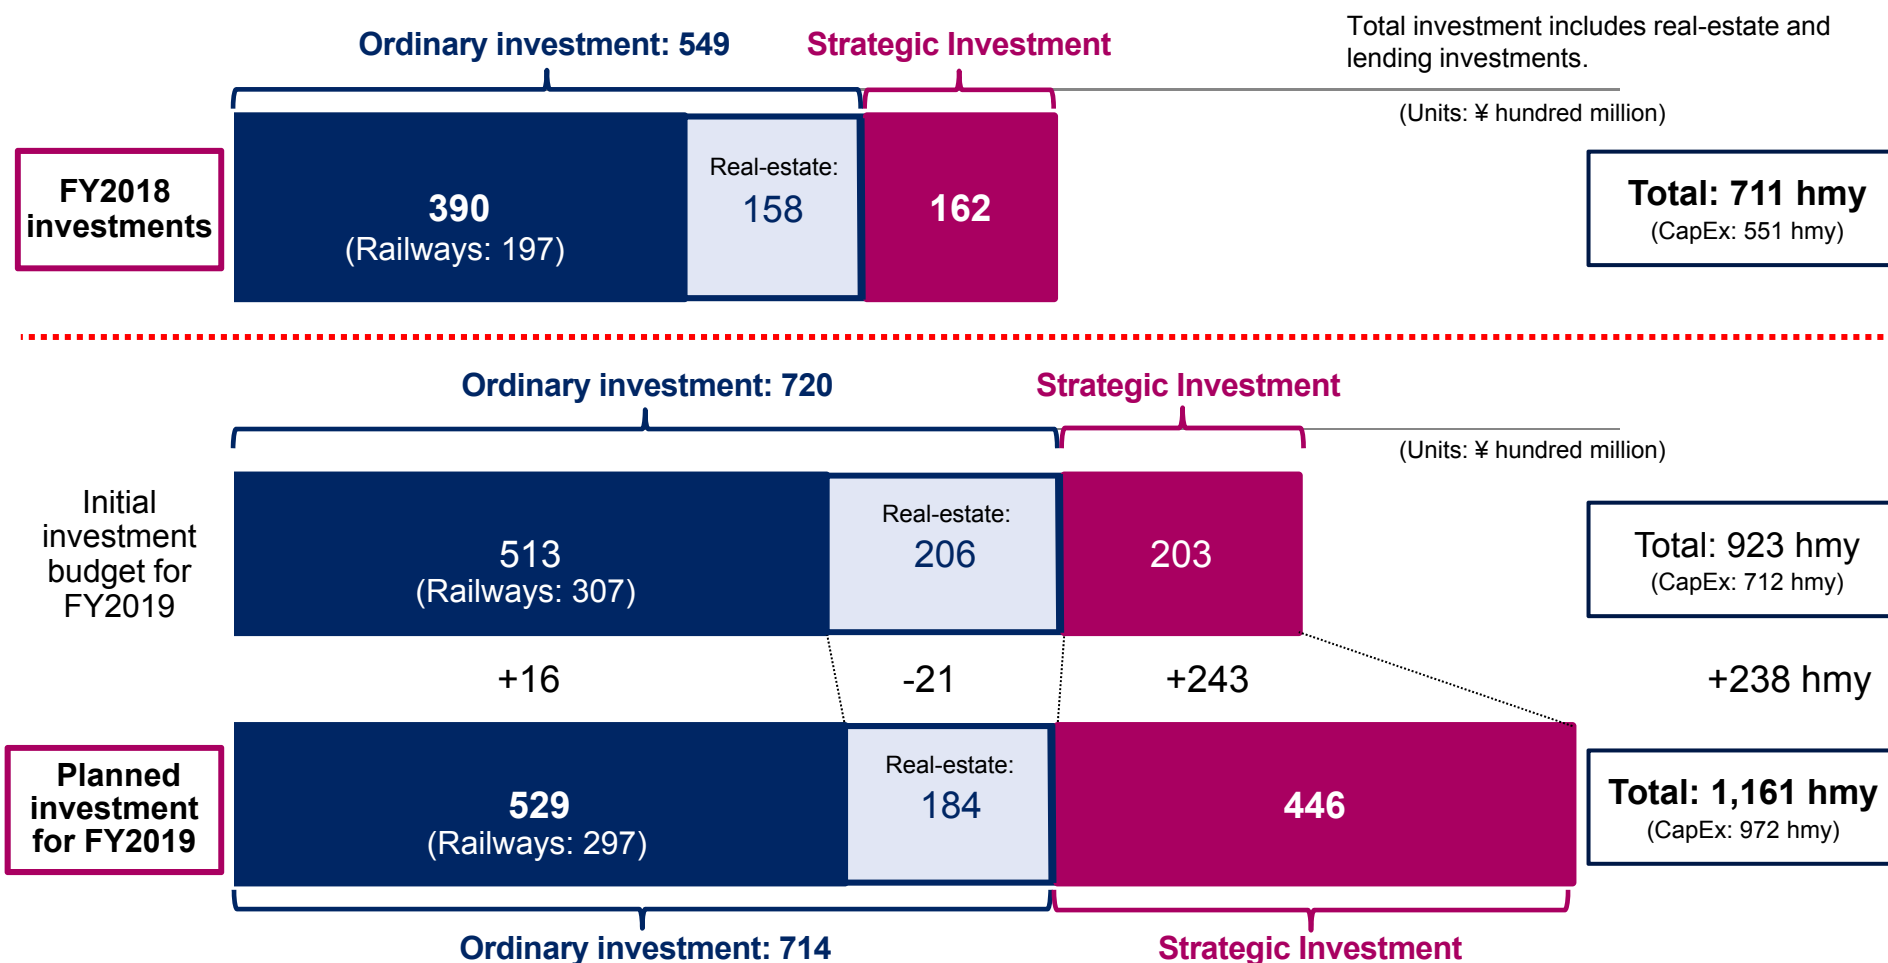 Total investment includes real-estate and
lending investments.
Ordinary investment: 549
Strategic Investment
(Units: ¥ hundred million)
FY2018
investments
390
(Railways: 197)
Real-estate:
158
162
Total: 711 hmy
(CapEx: 551 hmy)
Ordinary investment: 720
Strategic Investment
(Units: ¥ hundred million)
Initial
investment
budget for
FY2019
513
(Railways: 307)
Real-estate:
206
203
Total: 923 hmy
(CapEx: 712 hmy)
+16
-21
+243
+238 hmy
Planned
investment
for FY2019
529
(Railways: 297)
Real-estate:
184
446
Total: 1,161 hmy
(CapEx: 972 hmy)
Ordinary investment: 714
Strategic Investment